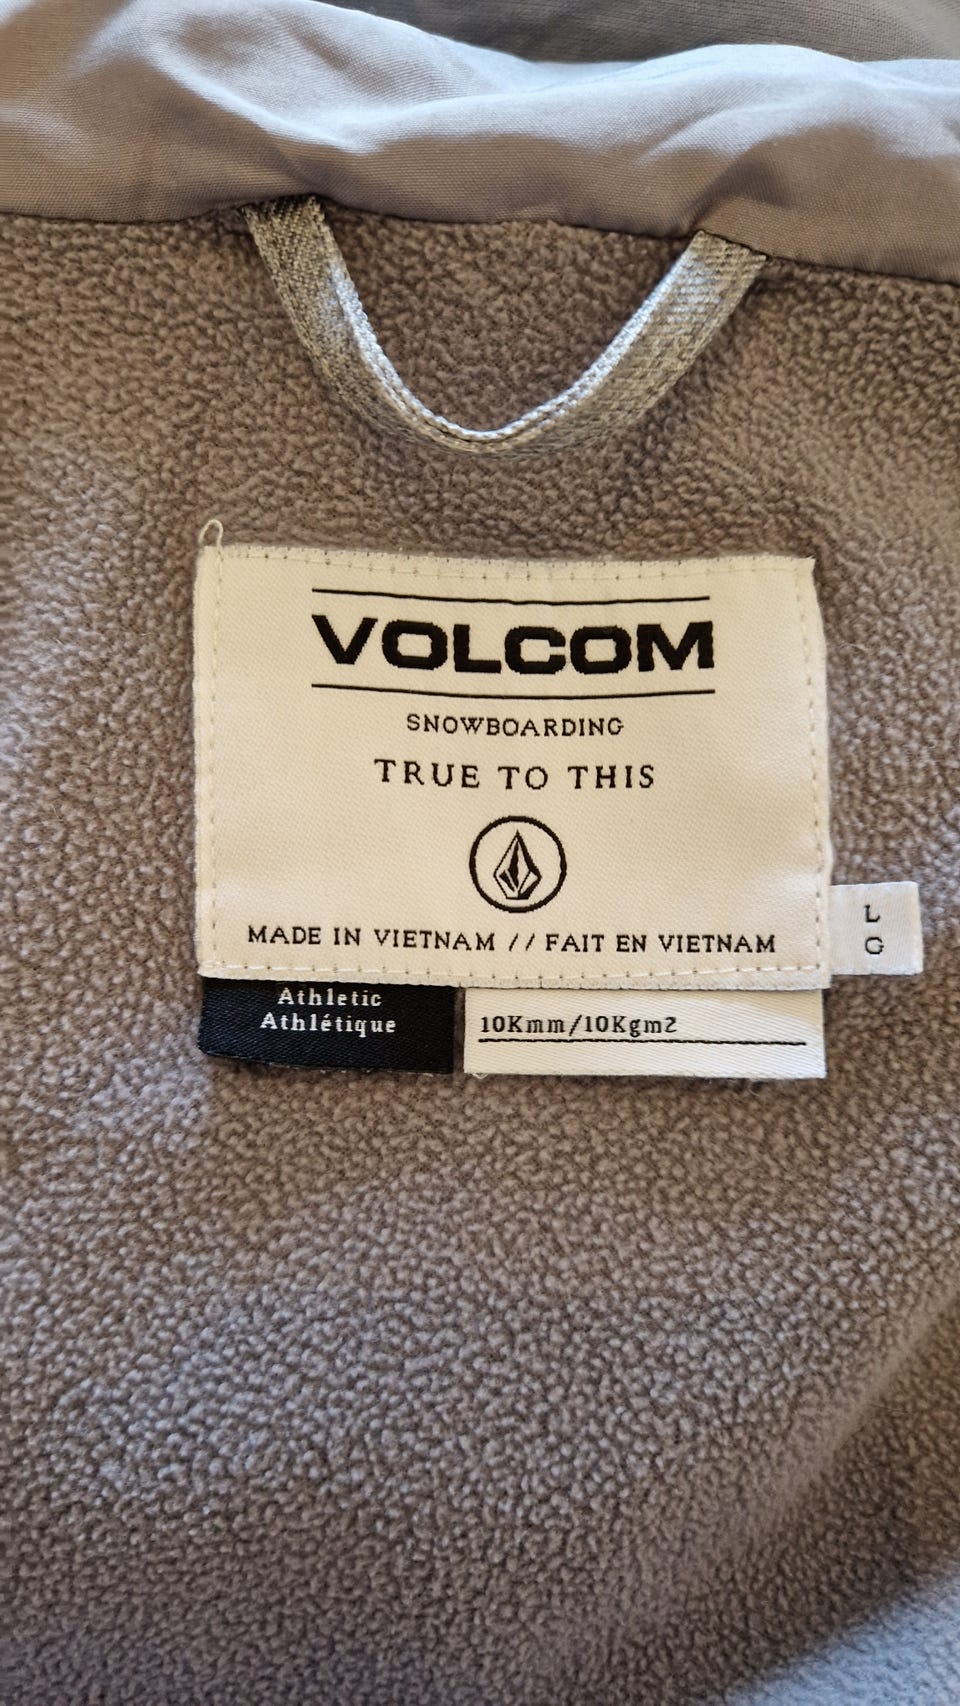 VOLCOM
SNOWBOARDING
TRUE TO THIS
MADE IN VIETNAM // FAIT EN VIETNAM
L
G
Athletic
Athlétique
10Kmm/10Kgm2